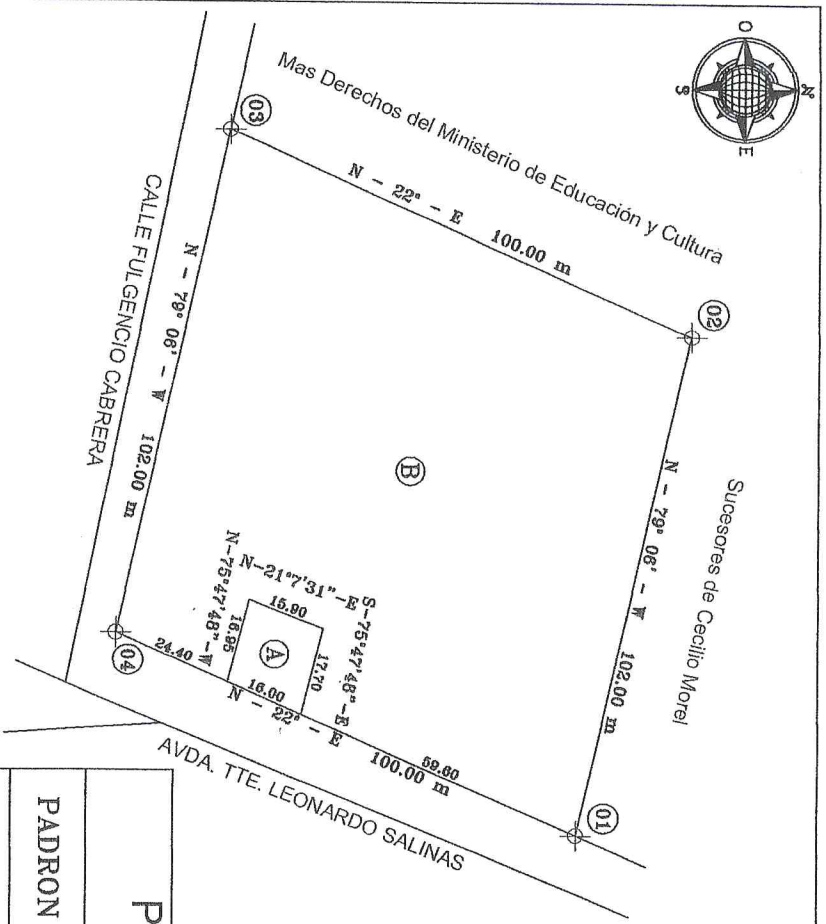 N
O
E
S
Mas Derechos del Ministerio de Educación y Cultura
Sucesores de Cecilio Morel
02
N - 79° 06' - W 102.00 m
01
N - 22° - E 100.00 m
03
B
N - 79° 06' - W 102.00 m
CALLE FULGENCIO CABRERA
N-21°7'31"-E
15.90
S-75°47'48"-E
17.70
A
N-75°47'48"-W
16.95
24.40
16.00
59.60
N - 22° - E 100.00 m
04
AVDA. TTE. LEONARDO SALINAS
P
PADRON